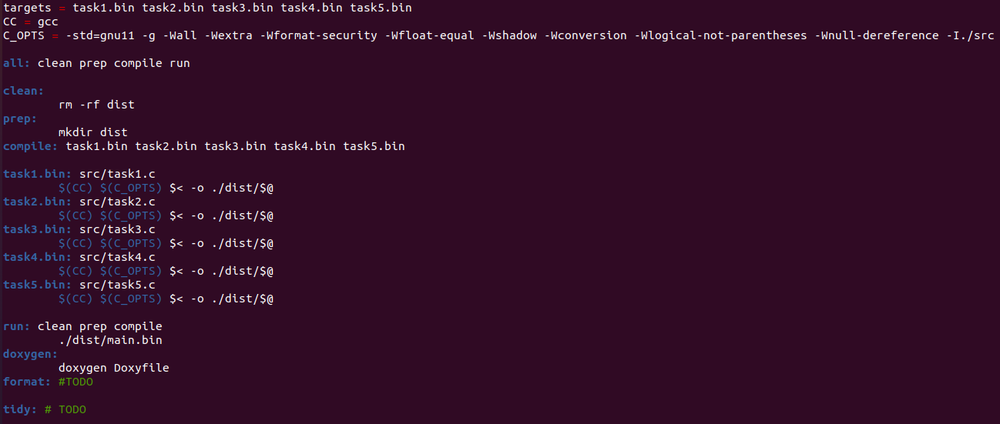 targets = task1.bin task2.bin task3.bin task4.bin task5.bin
CC = gcc
C_OPTS = -std=gnu11 -g -Wall -Wextra -Wformat-security -Wfloat-equal -Wshadow -Wconversion -Wlogical-not-parentheses -Wnull-dereference -I./src
all: clean prep compile run
clean:
rm -rf dist
prep:
mkdir dist
compile: task1.bin task2.bin task3.bin task4.bin task5.bin
task1.bin: src/task1.c
$(CC) $(C_OPTS) $< -o ./dist/$@
task2.bin: src/task2.c
$(CC) $(C_OPTS) $< -o ./dist/$@
task3.bin: src/task3.c
$(CC) $(C_OPTS) $< -o ./dist/$@
task4.bin: src/task4.c
$(CC) $(C_OPTS) $< -o ./dist/$@
task5.bin: src/task5.c
$(CC) $(C_OPTS) $< -o ./dist/$@
run: clean prep compile
./dist/main.bin
doxygen:
doxygen Doxyfile
format: #TODO
tidy: # TODO